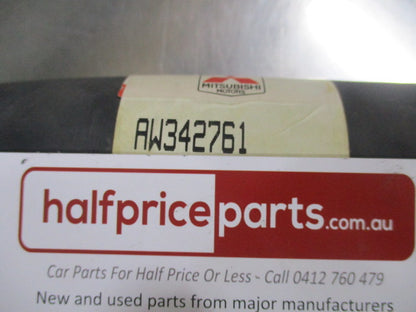 MITSUBISHI
MOTORS
AW342761
halfpriceparts.com.au
Car Parts For Half Price Or Less - Call 0412 760 479
New and used parts from major manufacturers